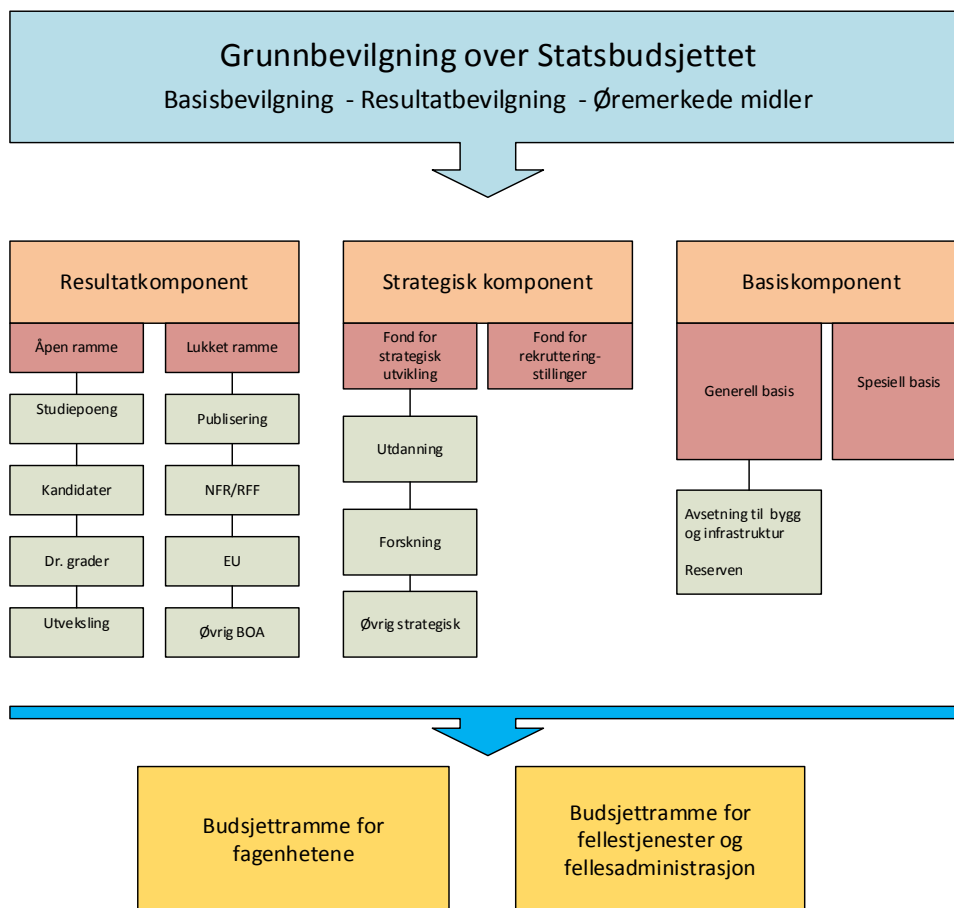 Grunnbevilgning over Statsbudsjettet
Basisbevilgning - Resultatbevilgning - Øremerkede midler
Resultatkomponent
Åpen ramme
Lukket ramme
Studiepoeng
Publisering
Kandidater
NFR/RFF
Dr. grader
EU
Utveksling
Øvrig BOA
Strategisk komponent
Fond for
strategisk
utvikling
Fond for
rekruttering-
stillinger
Utdanning
Forskning
Øvrig strategisk
Basiskomponent
Generell basis
Spesiell basis
Avsetning til bygg
og infrastruktur
Reserven
Budsjettramme for
fagenhetene
Budsjettramme for
fellestjenester og
fellesadministrasjon